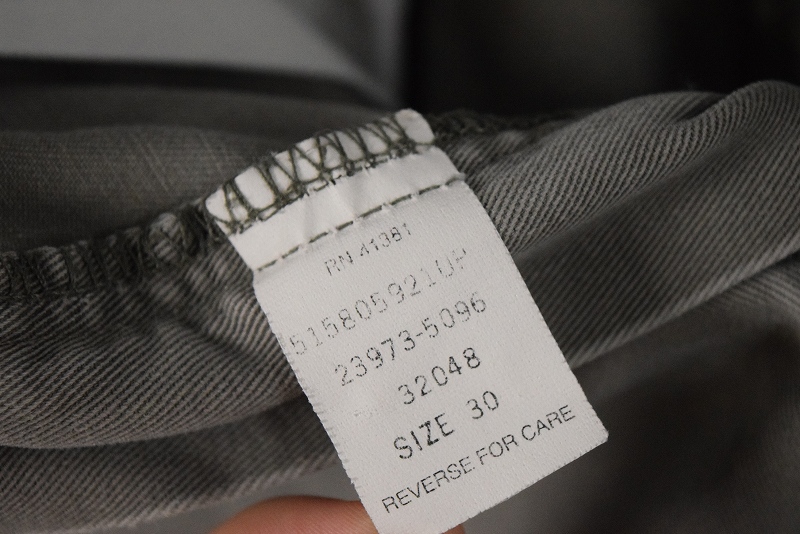 RN 41381
515805921UP
23973-5096
32048
SIZE 30
REVERSE FOR CARE